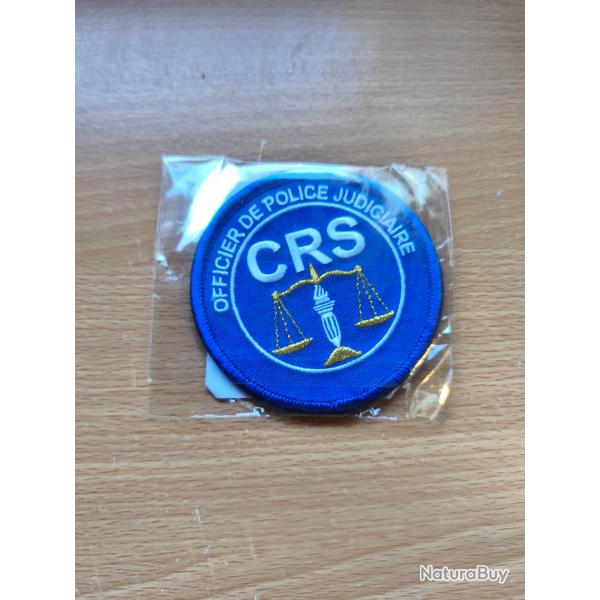 OFFICIER DE POLICE JUDICIAIRE
CRS
NaturaBuy